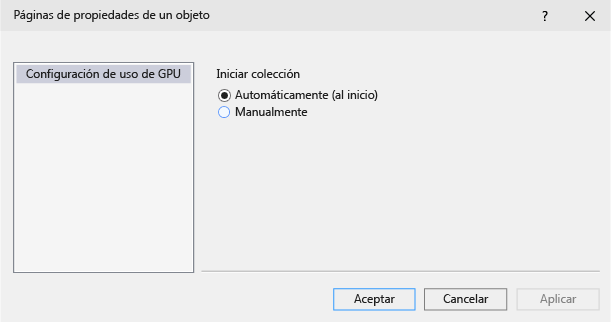 Páginas de propiedades de un objeto
?
Configuración de uso de GPU
Iniciar colección
Automáticamente (al inicio)
Manualmente
Aceptar
Cancelar
Aplicar